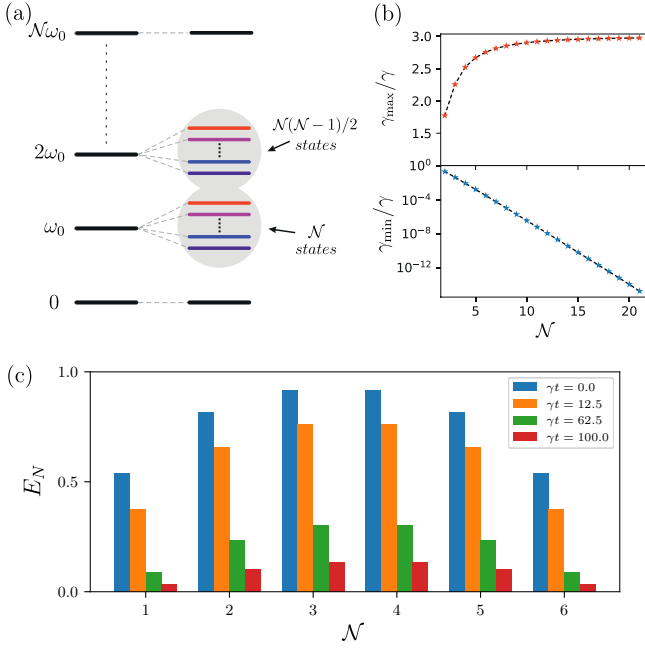 (a)
𝒩ω₀
2ω₀
ω₀
0
𝒩(𝒩−1)/2
states
𝒩
states
(b)
γmax/γ
3.0
2.5
2.0
1.5
1.0
γmin/γ
10⁰
10⁻⁴
10⁻⁸
10⁻¹²
5 10 15 20
𝒩
(c)
E_N
1.0
0.5
0.0
γt = 0.0
γt = 12.5
γt = 62.5
γt = 100.0
1 2 3 4 5 6
𝒩